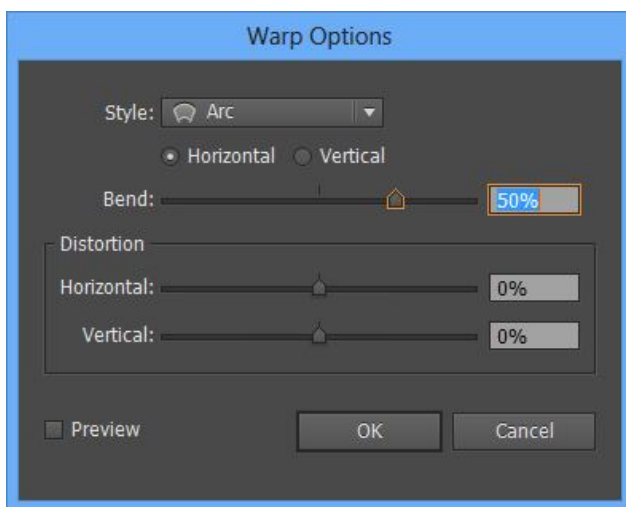 Warp Options
Style: Arc
Horizontal Vertical
Bend: 50%
Distortion
Horizontal: 0%
Vertical: 0%
Preview OK Cancel